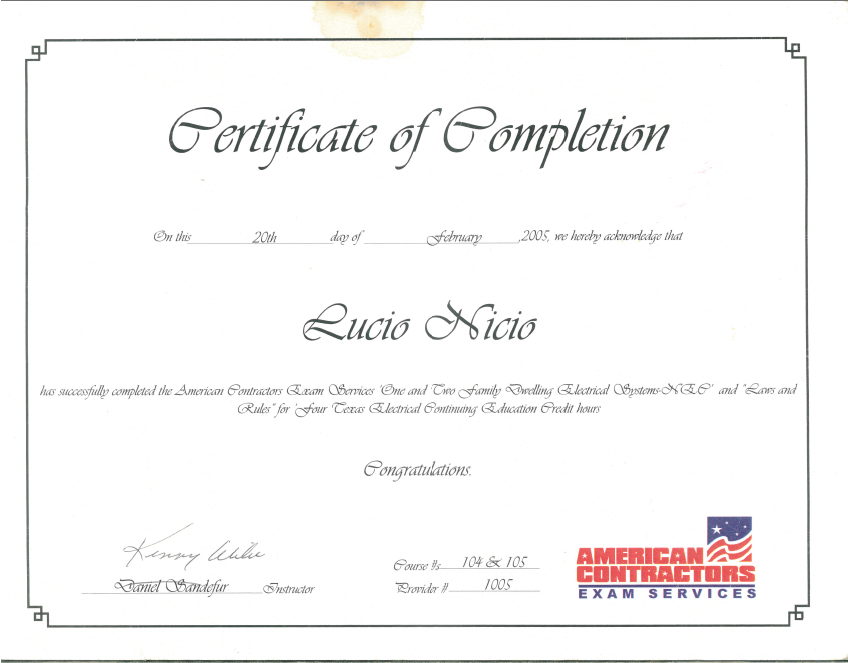 Certificate of Completion
On this 20th day of February ,2005, we hereby acknowledge that
Lucio Nicio
has successfully completed the American Contractors Exam Services 'One and Two Family Dwelling Electrical Systems-NEC' and "Laws and
Rules" for 'Four Texas Electrical Continuing Education Credit hours
Congratulations.
Kenny
Daniel Sandefur Instructor
Course #s 104 & 105
Provider # 1005
AMERICAN
CONTRACTORS
EXAM SERVICES